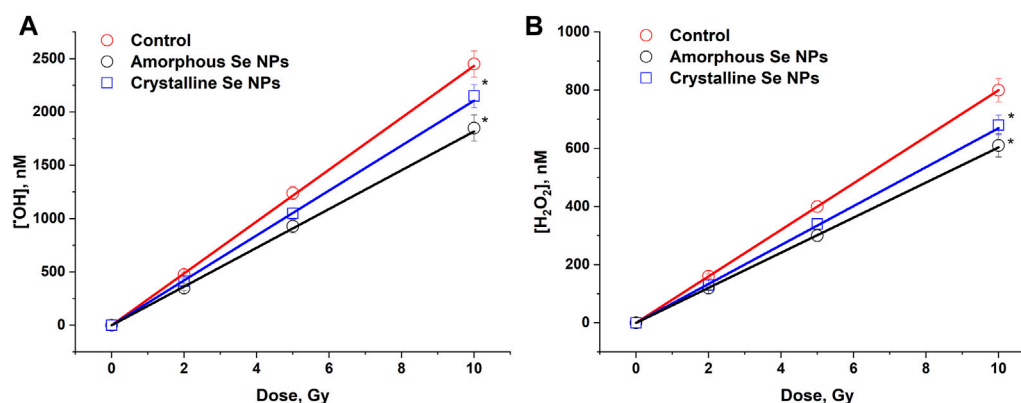 A
Control
Amorphous Se NPs
Crystalline Se NPs
2500
2000
1500
1000
500
0
[•OH], nM
*
*
0 2 4 6 8 10
Dose, Gy
B
Control
Amorphous Se NPs
Crystalline Se NPs
1000
800
600
400
200
0
[H₂O₂], nM
*
*
0 2 4 6 8 10
Dose, Gy